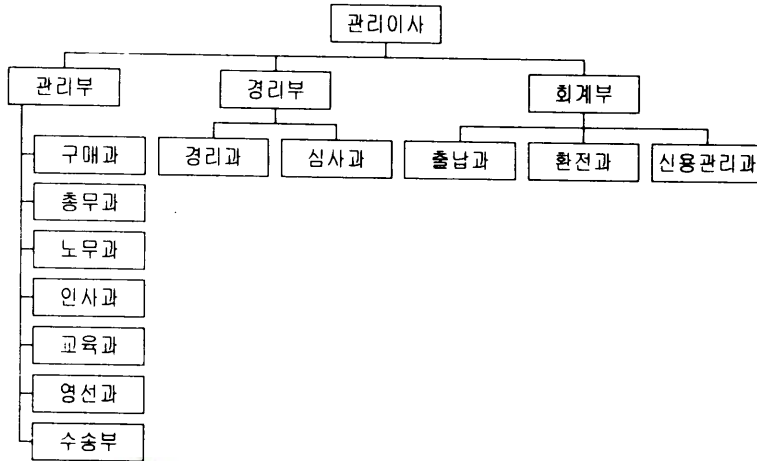 관리이사
관리부
경리부
회계부
구매과
경리과
심사과
출납과
환전과
신용관리과
총무과
노무과
인사과
교육과
영선과
수송부